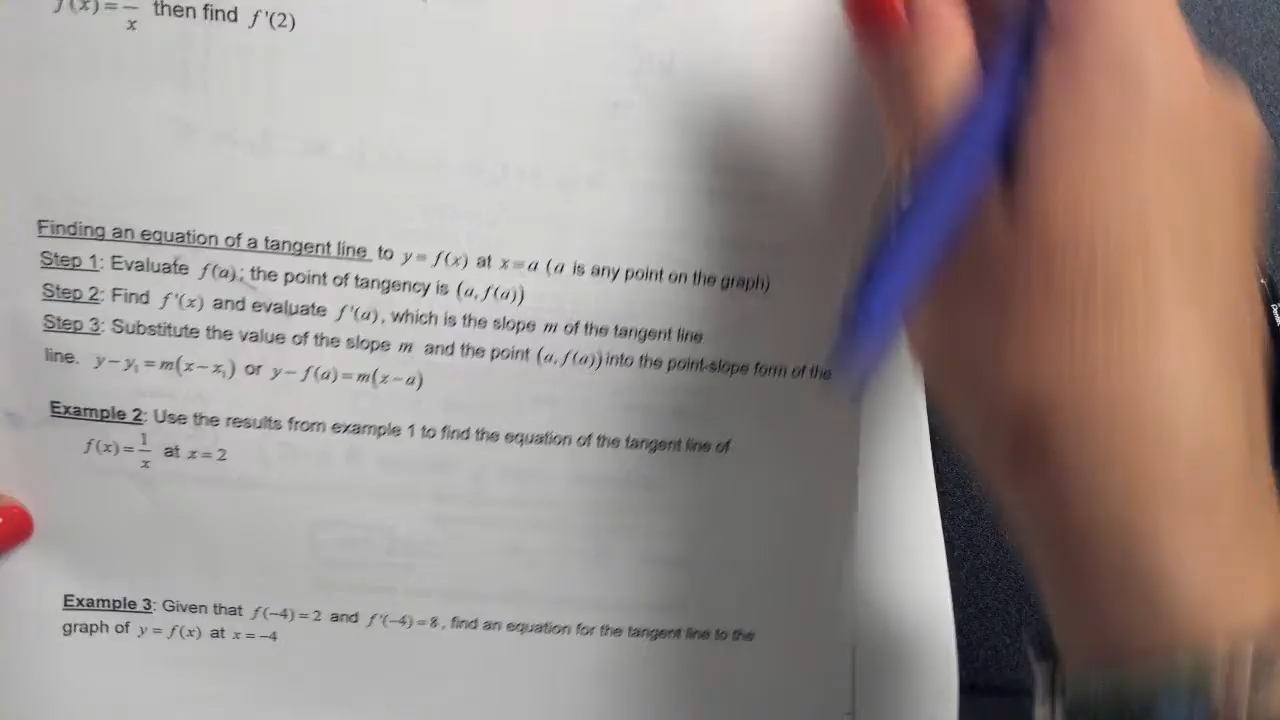 f(x)=—/x then find f'(2)
Finding an equation of a tangent line to y = f(x) at x=a (a is any point on the graph)
Step 1: Evaluate f(a); the point of tangency is (a, f(a))
Step 2: Find f'(x) and evaluate f'(a), which is the slope m of the tangent line
Step 3: Substitute the value of the slope m and the point (a, f(a)) into the point-slope form of the
line. y−y₁=m(x−x₁) or y−f(a)=m(x−a)
Example 2: Use the results from example 1 to find the equation of the tangent line of
f(x)=1/x at x=2
Example 3: Given that f(−4)=2 and f'(−4)=8, find an equation for the tangent line to the
graph of y = f(x) at x=−4